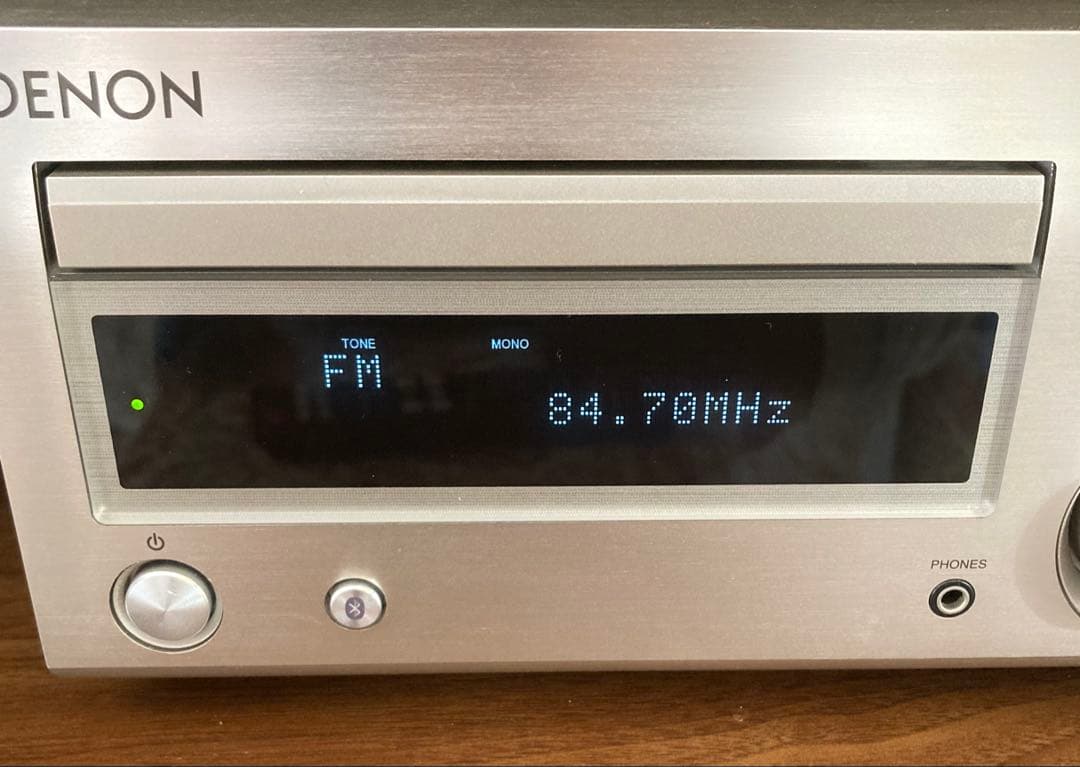 DENON
TONE MONO
FM
84.70MHz
PHONES